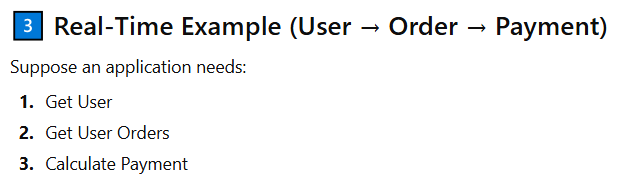 3 Real-Time Example (User → Order → Payment)
Suppose an application needs:
1. Get User
2. Get User Orders
3. Calculate Payment